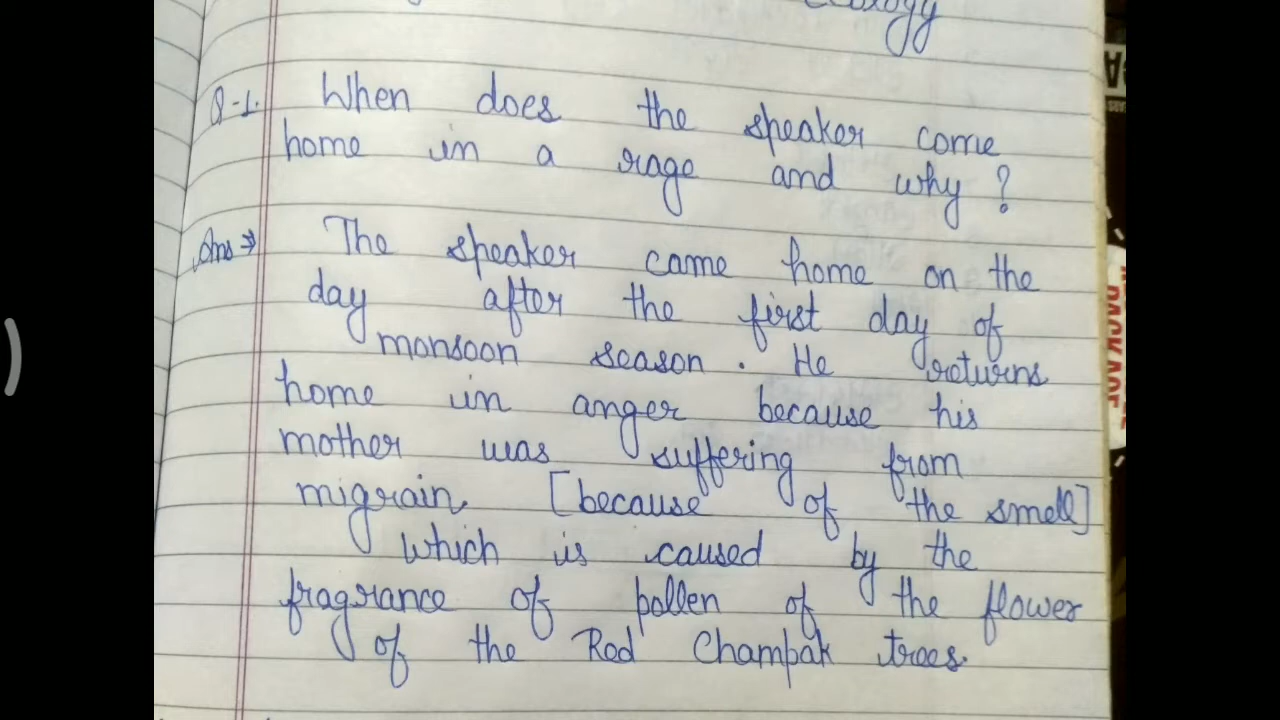 Ecology
Q-1. When does the speaker come
home in a rage and why ?
Ans ⇒ The speaker came home on the
day after the first day of
monsoon season. He returns
home in anger because his
mother was suffering from
migrain [because of the smell]
which is caused by the
fragrance of pollen of the flower
of the Red Champak trees.